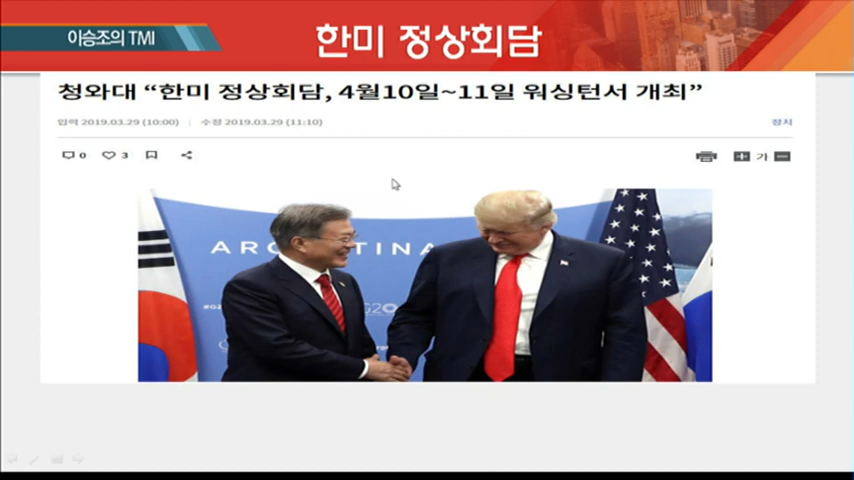 이승조의 TMI
한미 정상회담
청와대 “한미 정상회담, 4월10일~11일 워싱턴서 개최”
입력 2019.03.29 (10:00) | 수정 2019.03.29 (11:10)
정치
0 3
가
ARGENTINA
G20